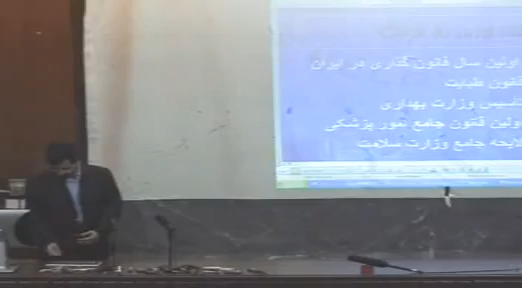 اولین سال قانون گذاری در ایران
قانون طبابت
تاسیس وزارت بهداری
اولین قانون جامع امور پزشکی
لایحه جامع وزارت سلامت